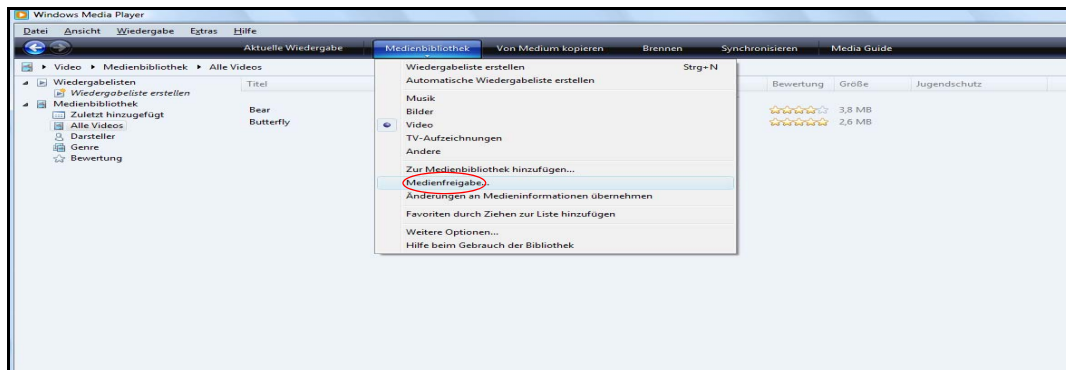 Windows Media Player
Datei Ansicht Wiedergabe Extras Hilfe
Aktuelle Wiedergabe Medienbibliothek Von Medium kopieren Brennen Synchronisieren Media Guide
Video Medienbibliothek Alle Videos
Wiedergabelisten
Wiedergabeliste erstellen
Medienbibliothek
Zuletzt hinzugefügt
Alle Videos
Darsteller
Genre
Bewertung
Titel
Bear
Butterfly
Wiedergabeliste erstellen Strg+N
Automatische Wiedergabeliste erstellen
Musik
Bilder
Video
TV-Aufzeichnungen
Andere
Zur Medienbibliothek hinzufügen...
Medienfreigabe...
Änderungen an Medieninformationen übernehmen
Favoriten durch Ziehen zur Liste hinzufügen
Weitere Optionen...
Hilfe beim Gebrauch der Bibliothek
Bewertung Größe Jugendschutz
3,8 MB
2,6 MB